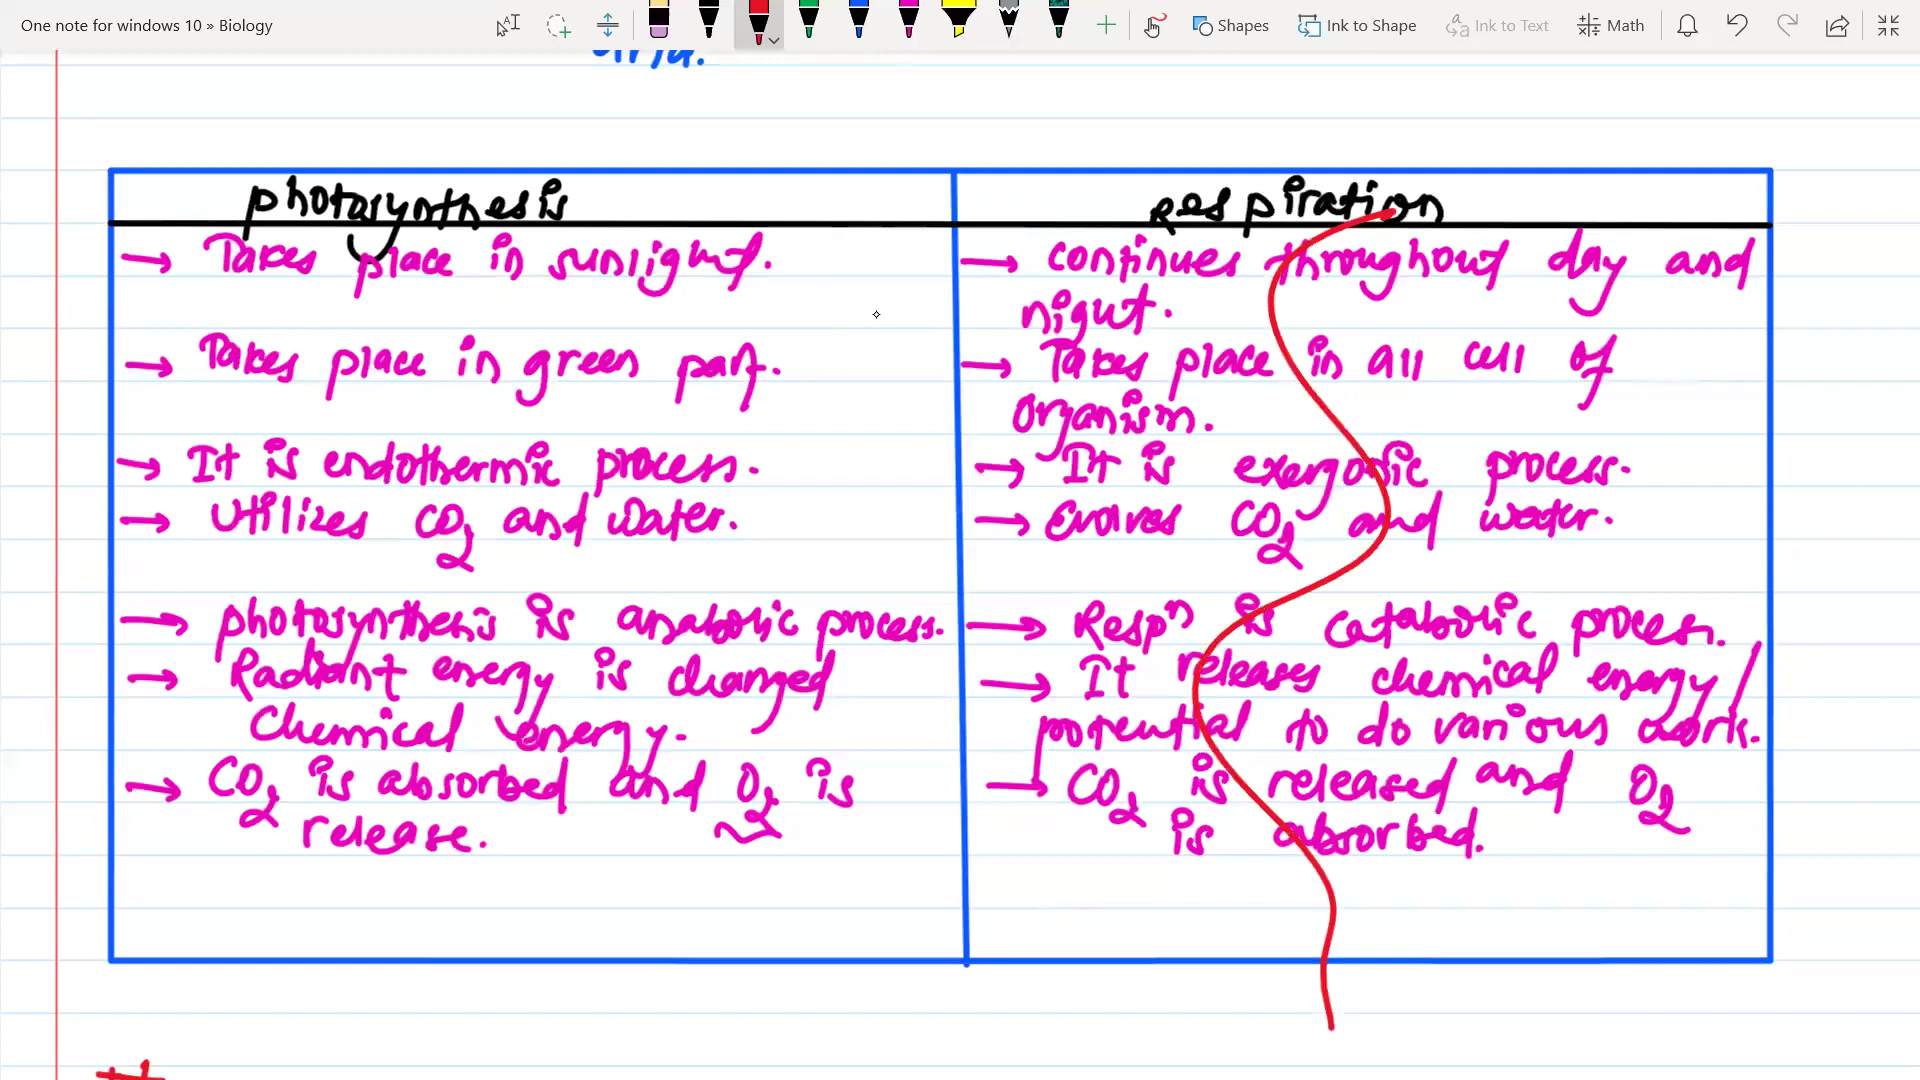 One note for windows 10 » Biology
Shapes
Ink to Shape
Ink to Text
Math
photosynthesis
Respiration
→ Takes place in sunlight.
→ continues throughout day and
night.
→ Takes place in green part.
→ Takes place in all cell of
organism.
→ It is endothermic process.
→ It is exergonic process.
→ Utilizes CO2 and water.
→ Evolves CO2 and water.
→ photosynthesis is anabolic process.
→ Respn is catabolic process.
→ Radiant energy is changed
chemical energy.
→ It releases chemical energy/
potential to do various work.
→ CO2 is absorbed and O2 is
release.
→ CO2 is released and O2
is absorbed.